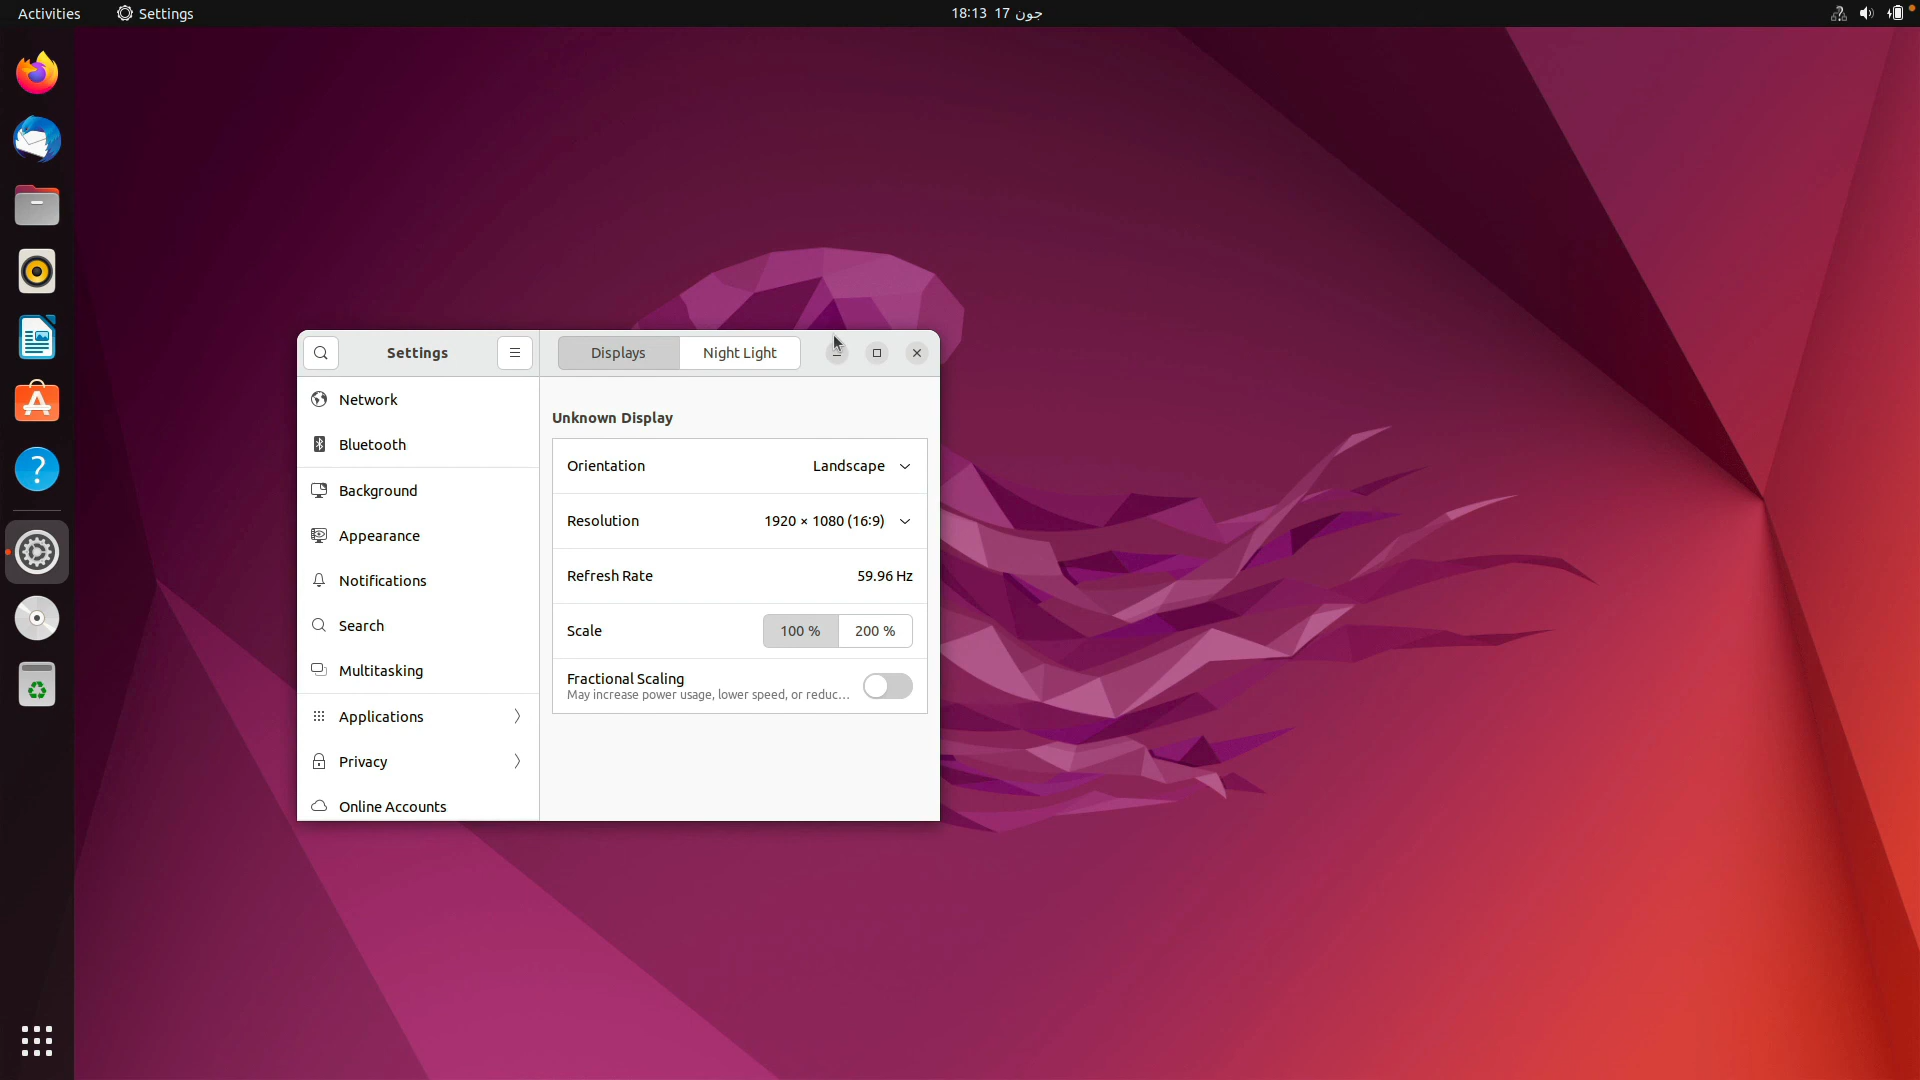 Activities
Settings
جون 17 18:13
Settings
Displays
Night Light
Network
Bluetooth
Background
Appearance
Notifications
Search
Multitasking
Applications
Privacy
Online Accounts
Unknown Display
Orientation
Landscape
Resolution
1920 × 1080 (16:9)
Refresh Rate
59.96 Hz
Scale
100 %
200 %
Fractional Scaling
May increase power usage, lower speed, or reduc...